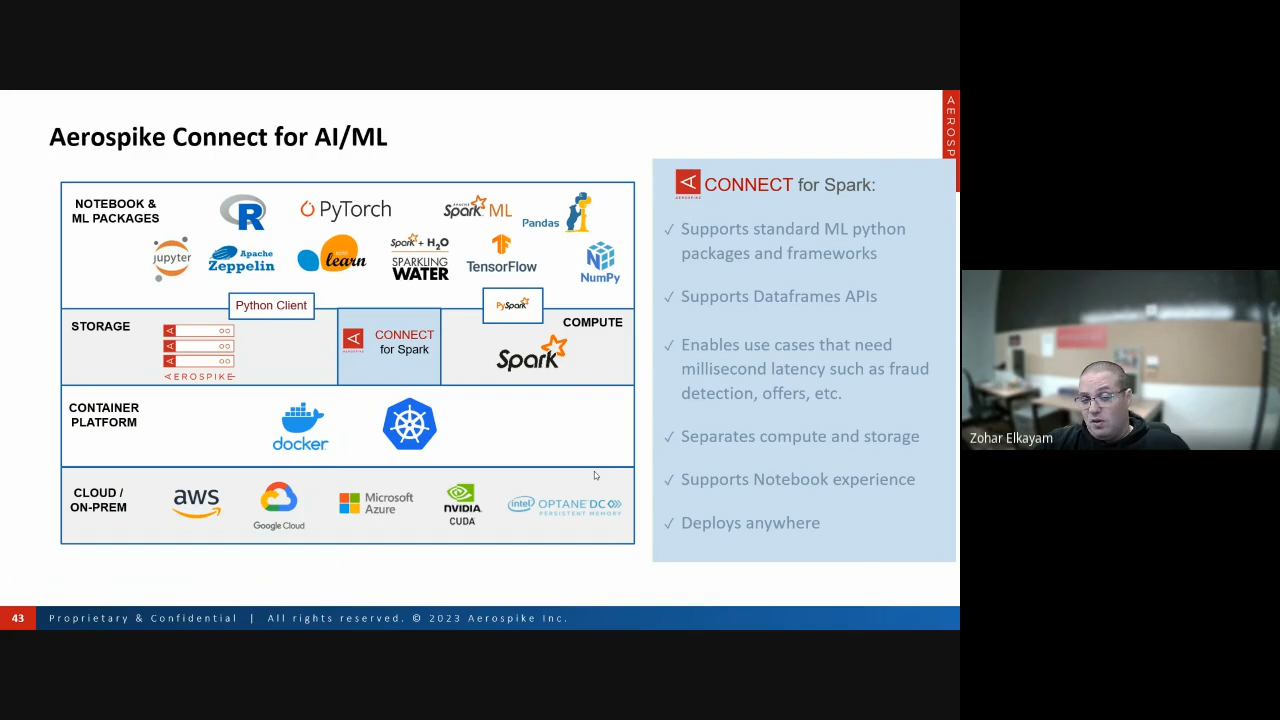 Aerospike Connect for AI/ML
NOTEBOOK &
ML PACKAGES
R
PyTorch
APACHE
Spark ML
Pandas
jupyter
Apache
Zeppelin
learn
Spark + H2O
SPARKLING
WATER
TensorFlow
NumPy
Python Client
PySpark
STORAGE
AEROSPIKE
CONNECT
for Spark
COMPUTE
Spark
CONTAINER
PLATFORM
docker
CLOUD /
ON-PREM
aws
Google Cloud
Microsoft
Azure
NVIDIA.
CUDA
intel OPTANE DC
PERSISTENT MEMORY
AEROSP
CONNECT for Spark:
AEROSPIKE
✓ Supports standard ML python
packages and frameworks
✓ Supports Dataframes APIs
✓ Enables use cases that need
millisecond latency such as fraud
detection, offers, etc.
✓ Separates compute and storage
✓ Supports Notebook experience
✓ Deploys anywhere
43
Proprietary & Confidential | All rights reserved. © 2023 Aerospike Inc.
Zohar Elkayam